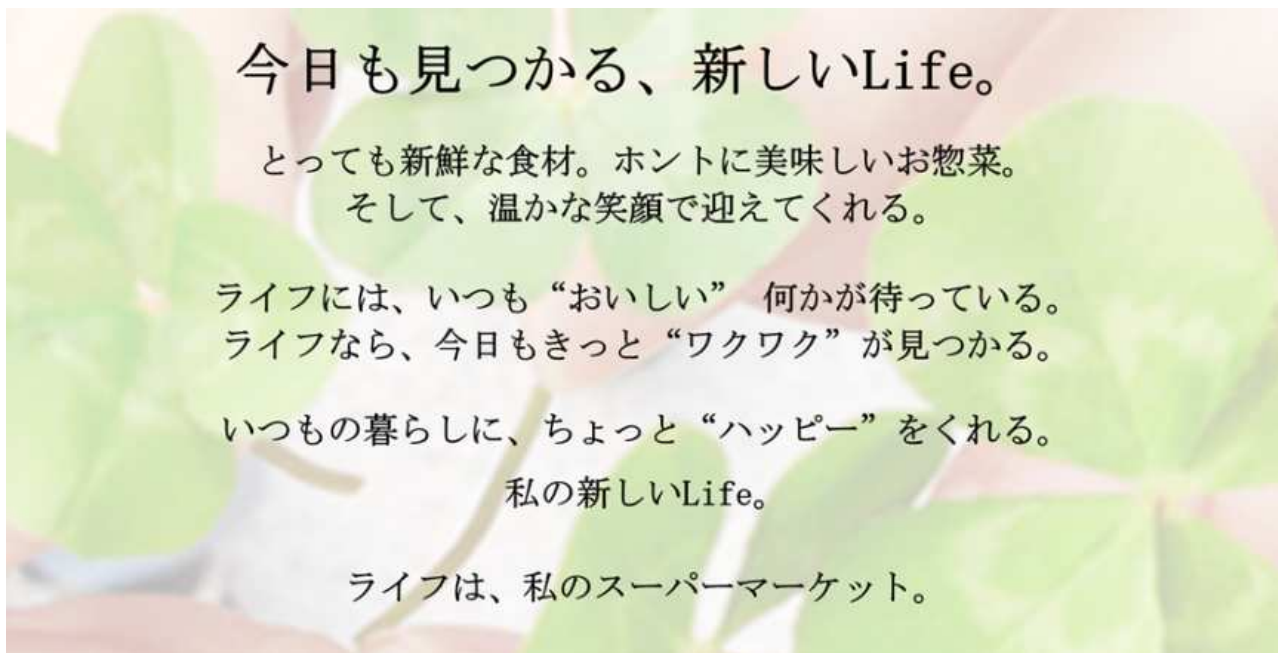 今日も見つかる、新しいLife。
とっても新鮮な食材。ホントに美味しいお惣菜。
そして、温かな笑顔で迎えてくれる。
ライフには、いつも“おいしい” 何かが待っている。
ライフなら、今日もきっと“ワクワク”が見つかる。
いつもの暮らしに、ちょっと“ハッピー”をくれる。
私の新しいLife。
ライフは、私のスーパーマーケット。